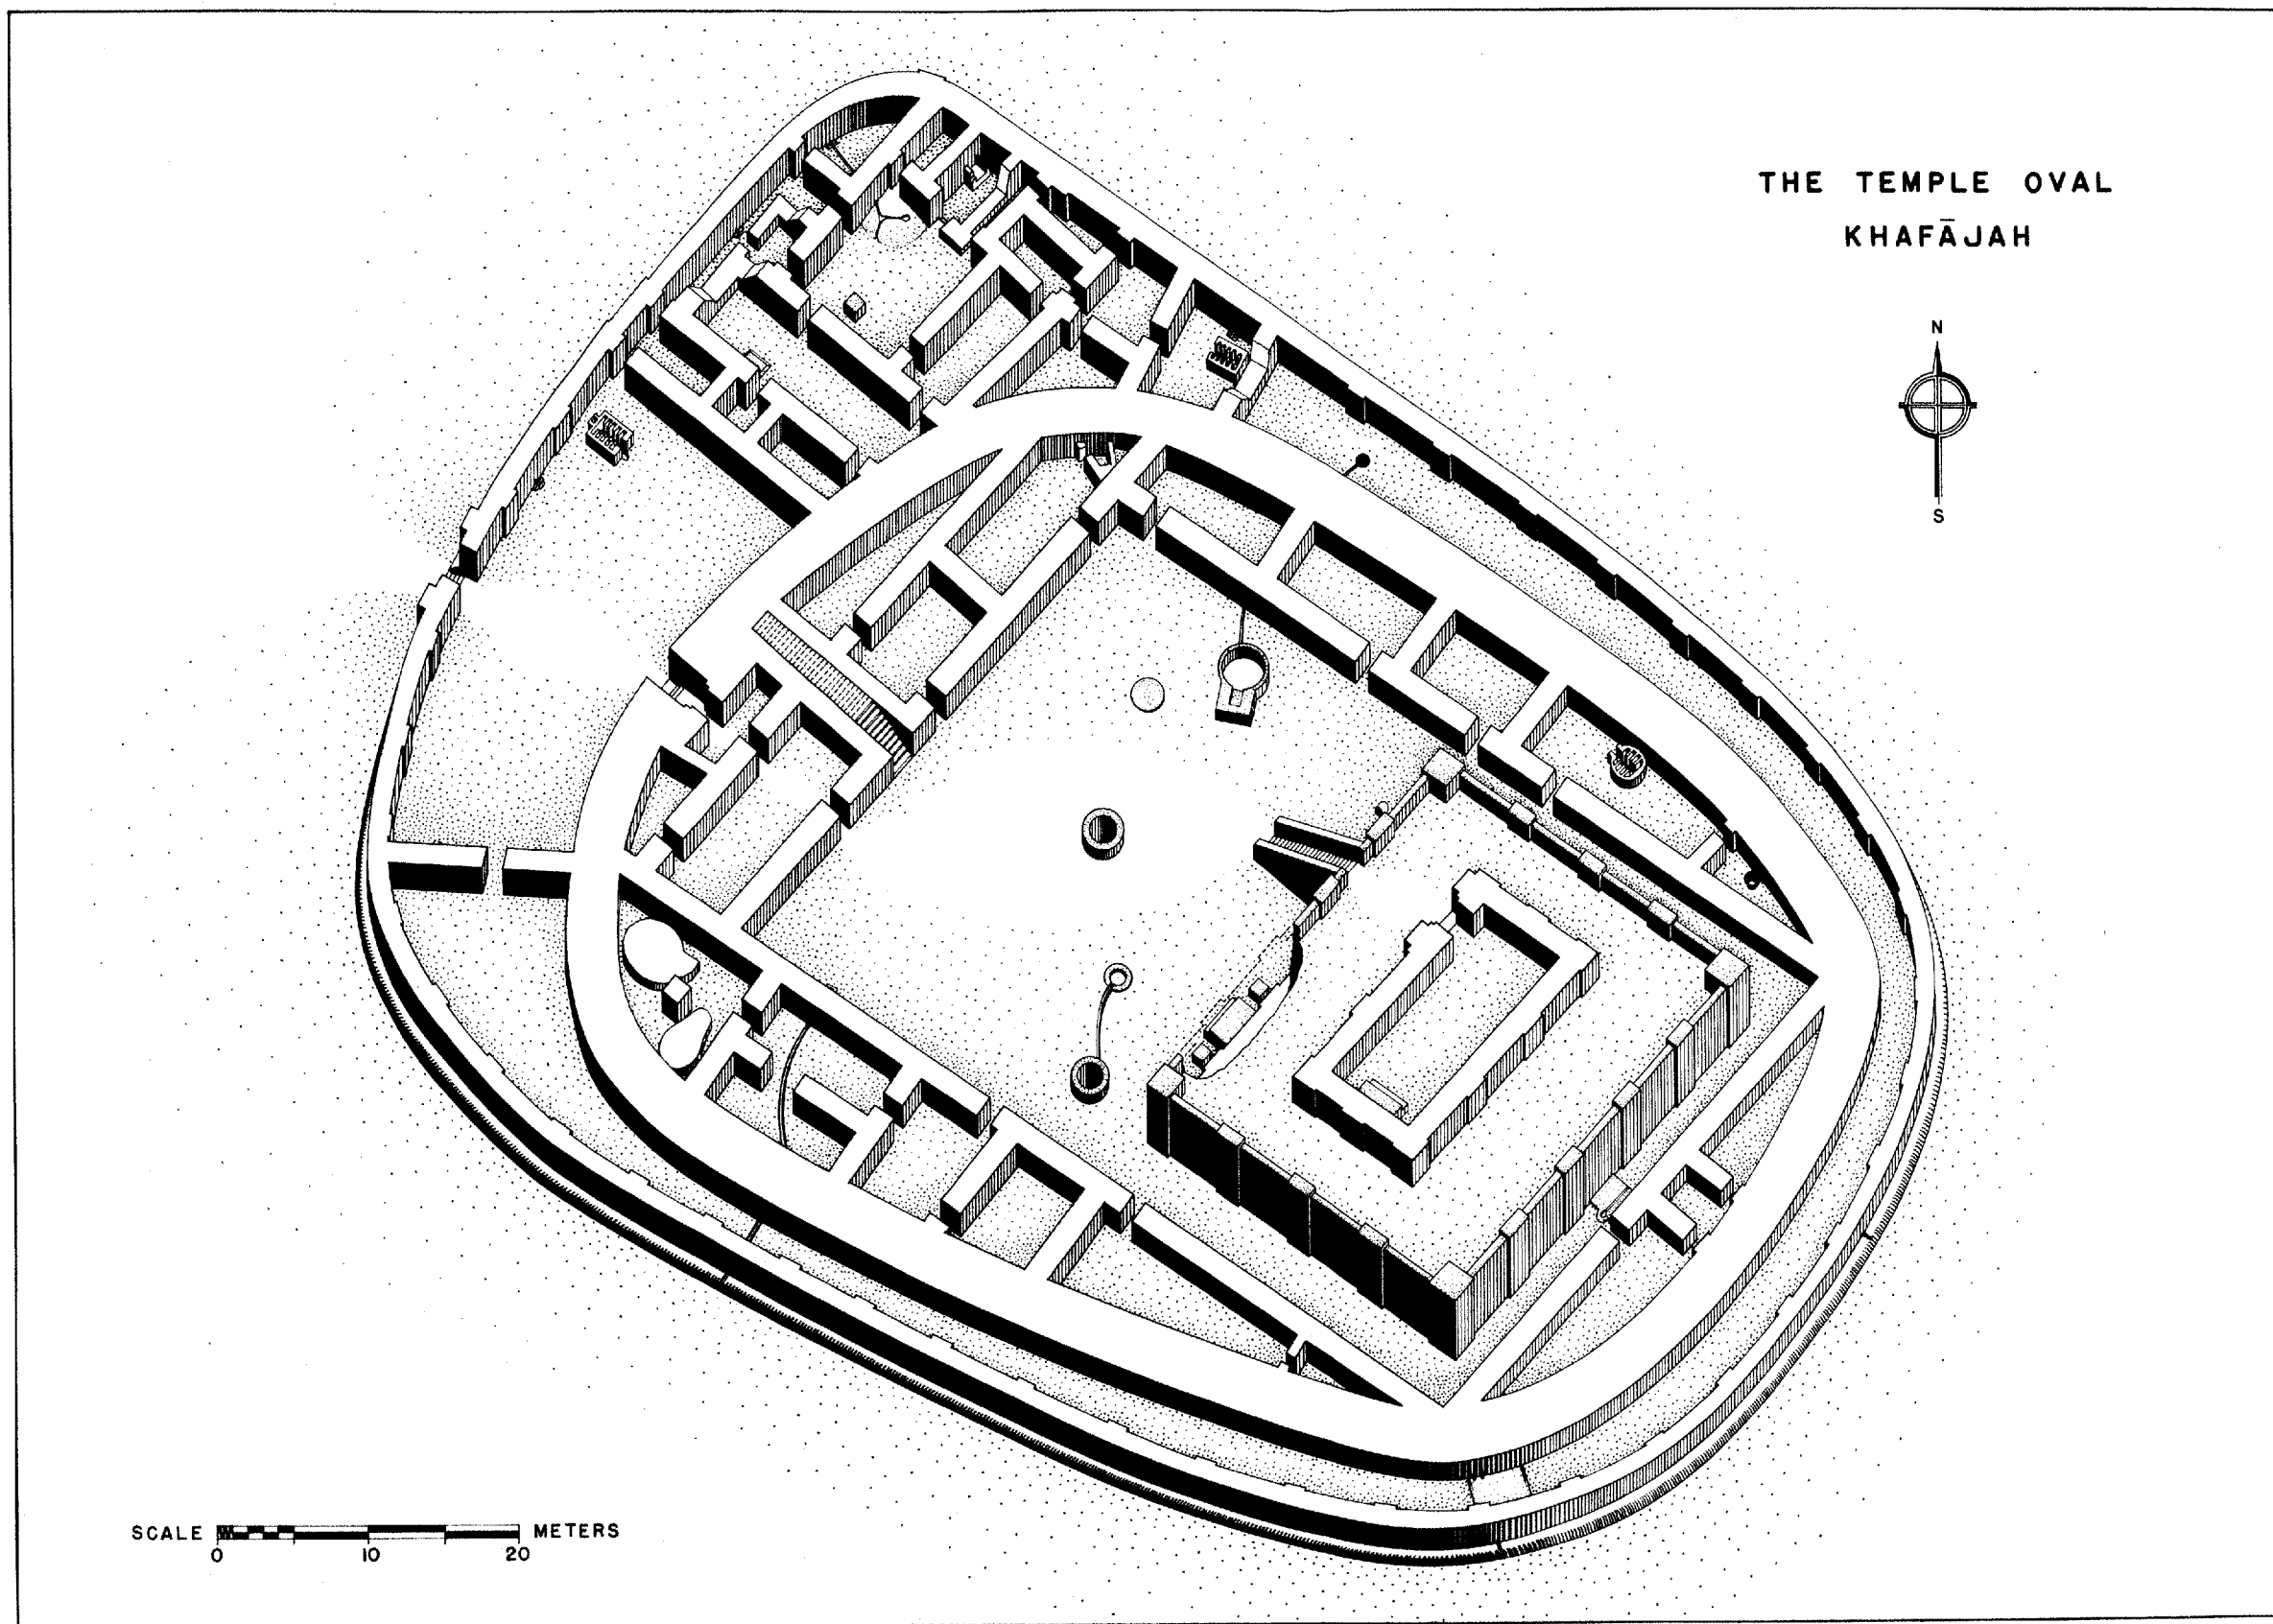 THE TEMPLE OVAL
KHAFĀJAH
N
S
SCALE METERS
0 10 20